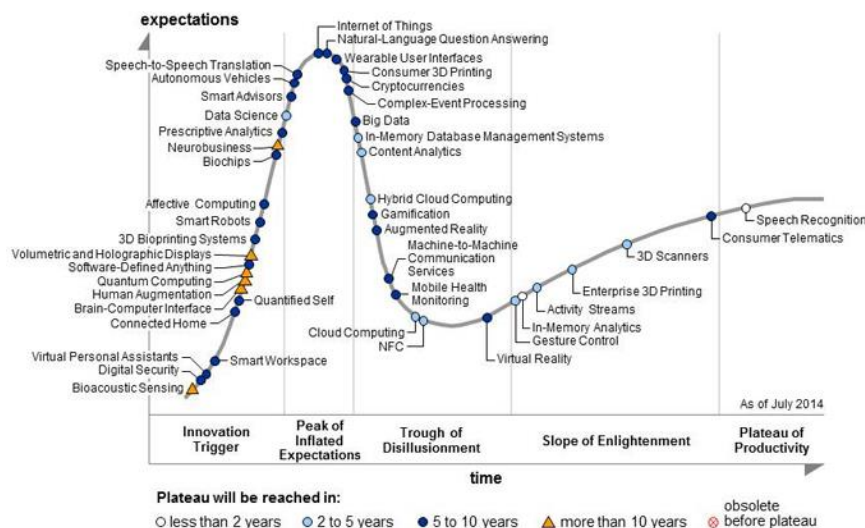 expectations
Internet of Things
Natural-Language Question Answering
Wearable User Interfaces
Speech-to-Speech Translation
Consumer 3D Printing
Autonomous Vehicles
Cryptocurrencies
Smart Advisors
Complex-Event Processing
Data Science
Big Data
Prescriptive Analytics
In-Memory Database Management Systems
Neurobusiness
Content Analytics
Biochips
Hybrid Cloud Computing
Affective Computing
Gamification
Smart Robots
Augmented Reality
Speech Recognition
Consumer Telematics
3D Bioprinting Systems
Machine-to-Machine
Communication
Services
Volumetric and Holographic Displays
3D Scanners
Software-Defined Anything
Quantum Computing
Mobile Health
Monitoring
Enterprise 3D Printing
Human Augmentation
Quantified Self
Brain-Computer Interface
Activity Streams
Connected Home
Cloud Computing
In-Memory Analytics
NFC
Gesture Control
Virtual Personal Assistants
Smart Workspace
Virtual Reality
Digital Security
Bioacoustic Sensing
As of July 2014
Innovation
Trigger
Peak of
Inflated
Expectations
Trough of
Disillusionment
Slope of Enlightenment
Plateau of
Productivity
time
Plateau will be reached in:
less than 2 years
2 to 5 years
5 to 10 years
more than 10 years
obsolete
before plateau